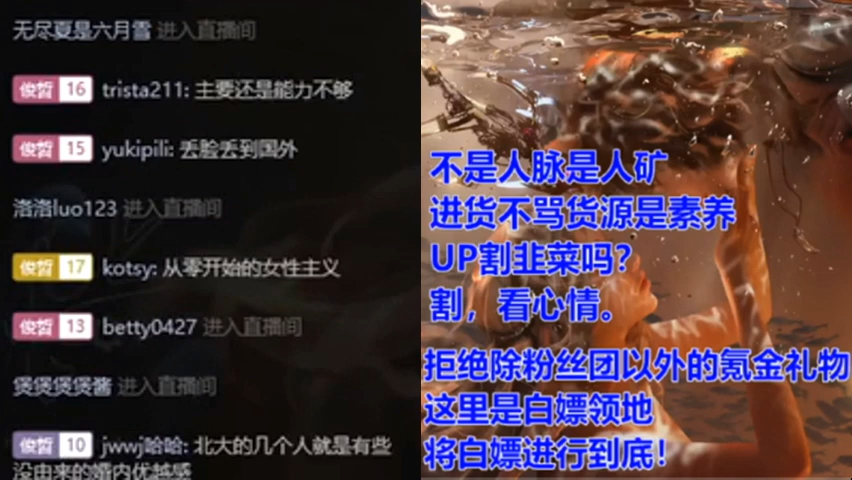 无尽夏是六月雪 进入直播间
俊皙 16 trista211: 主要还是能力不够
俊皙 15 yukipili: 丢脸丢到国外
洛洛luo123 进入直播间
俊皙 17 kotsy: 从零开始的女性主义
俊皙 13 betty0427 进入直播间
煲煲煲煲酱 进入直播间
俊皙 10 jwwj哈哈: 北大的几个人就是有些
没由来的婚内优越感
不是人脉是人矿
进货不骂货源是素养
UP割韭菜吗?
割，看心情。
拒绝除粉丝团以外的氪金礼物
这里是白嫖领地
将白嫖进行到底!